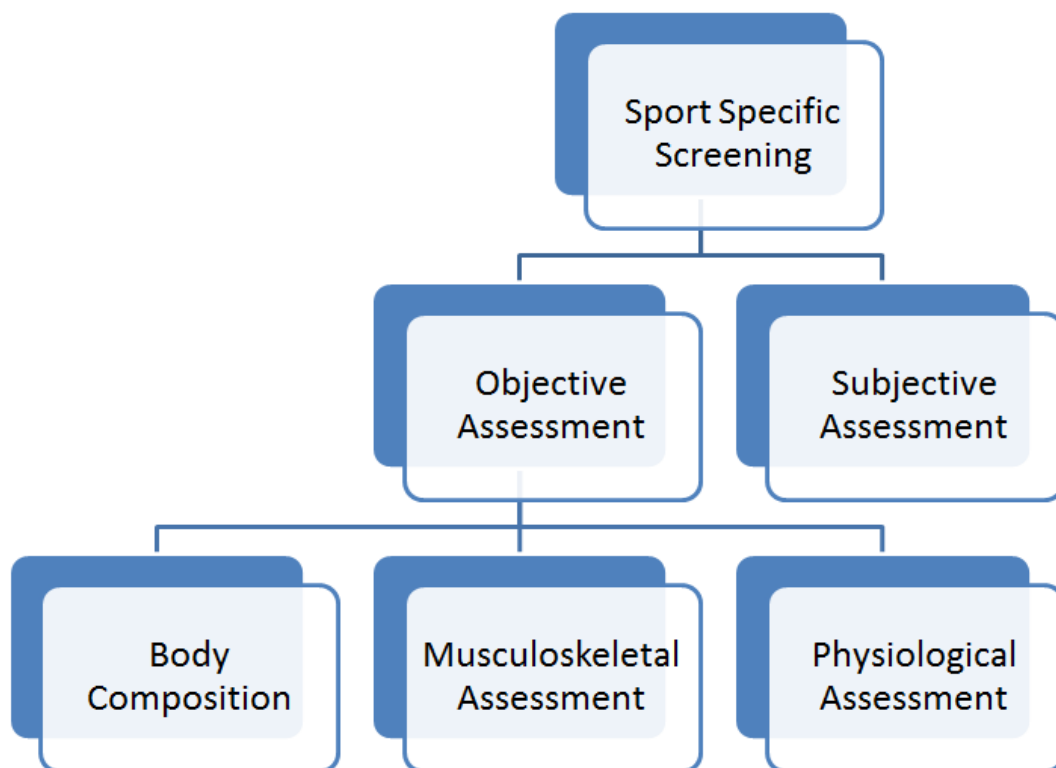 Sport Specific
Screening
Objective
Assessment
Subjective
Assessment
Body
Composition
Musculoskeletal
Assessment
Physiological
Assessment